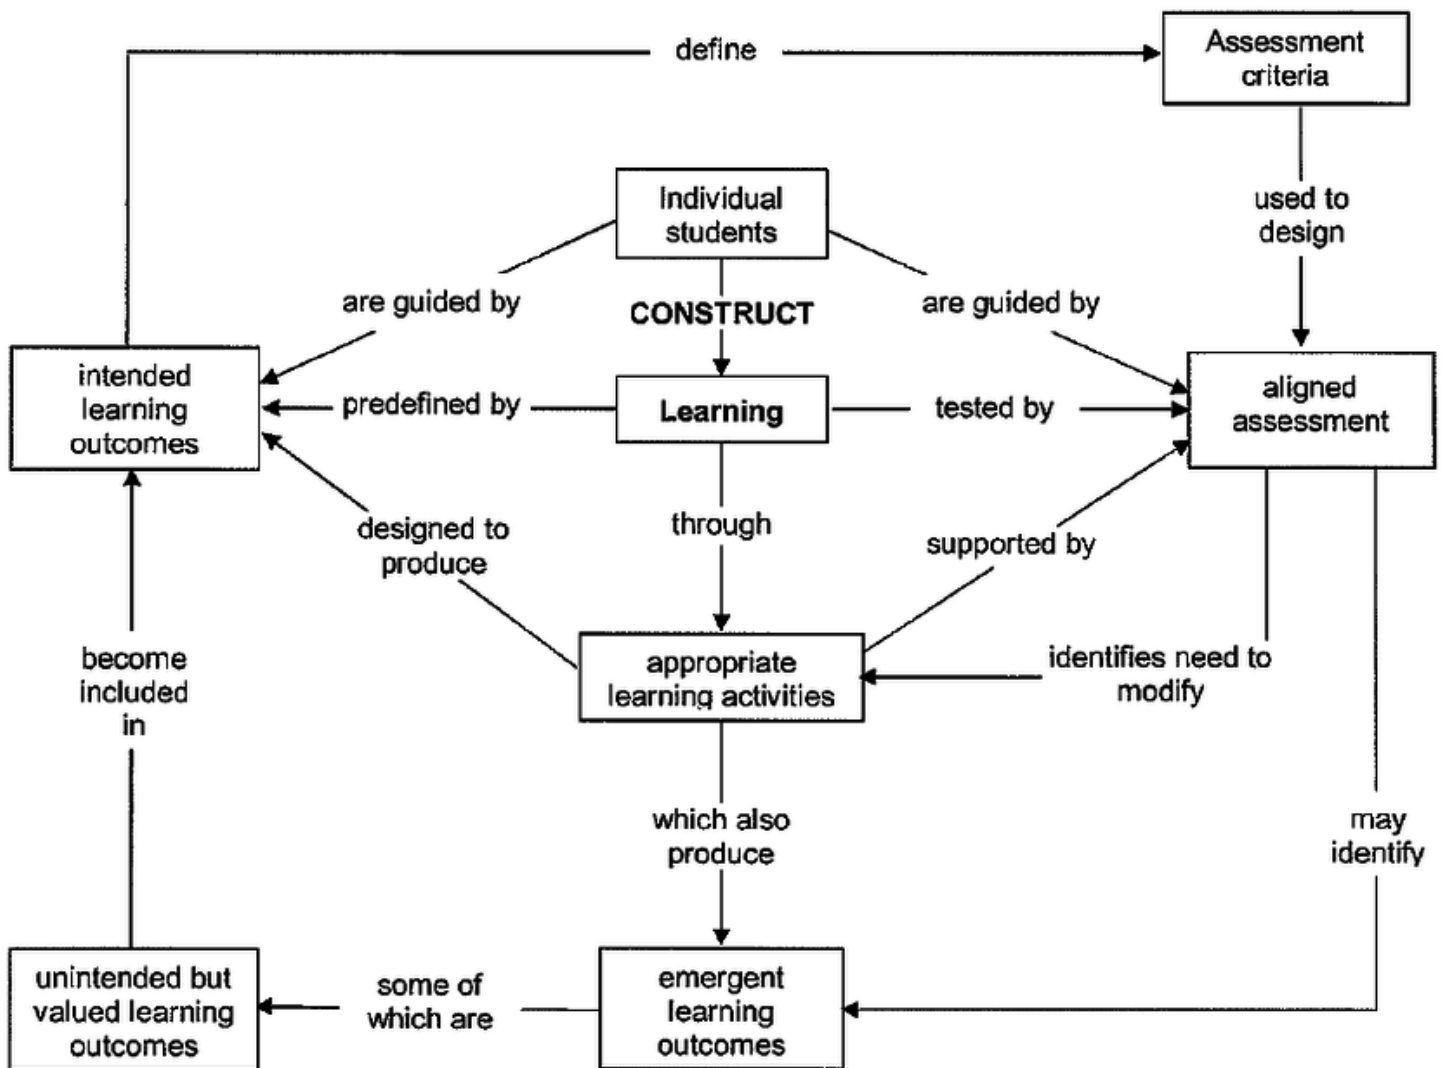 define
Assessment
criteria
Individual
students
used to
design
are guided by
CONSTRUCT
are guided by
intended
learning
outcomes
predefined by
Learning
tested by
aligned
assessment
designed to
produce
through
supported by
become
included
in
appropriate
learning activities
identifies need to
modify
which also
produce
may
identify
unintended but
valued learning
outcomes
some of
which are
emergent
learning
outcomes